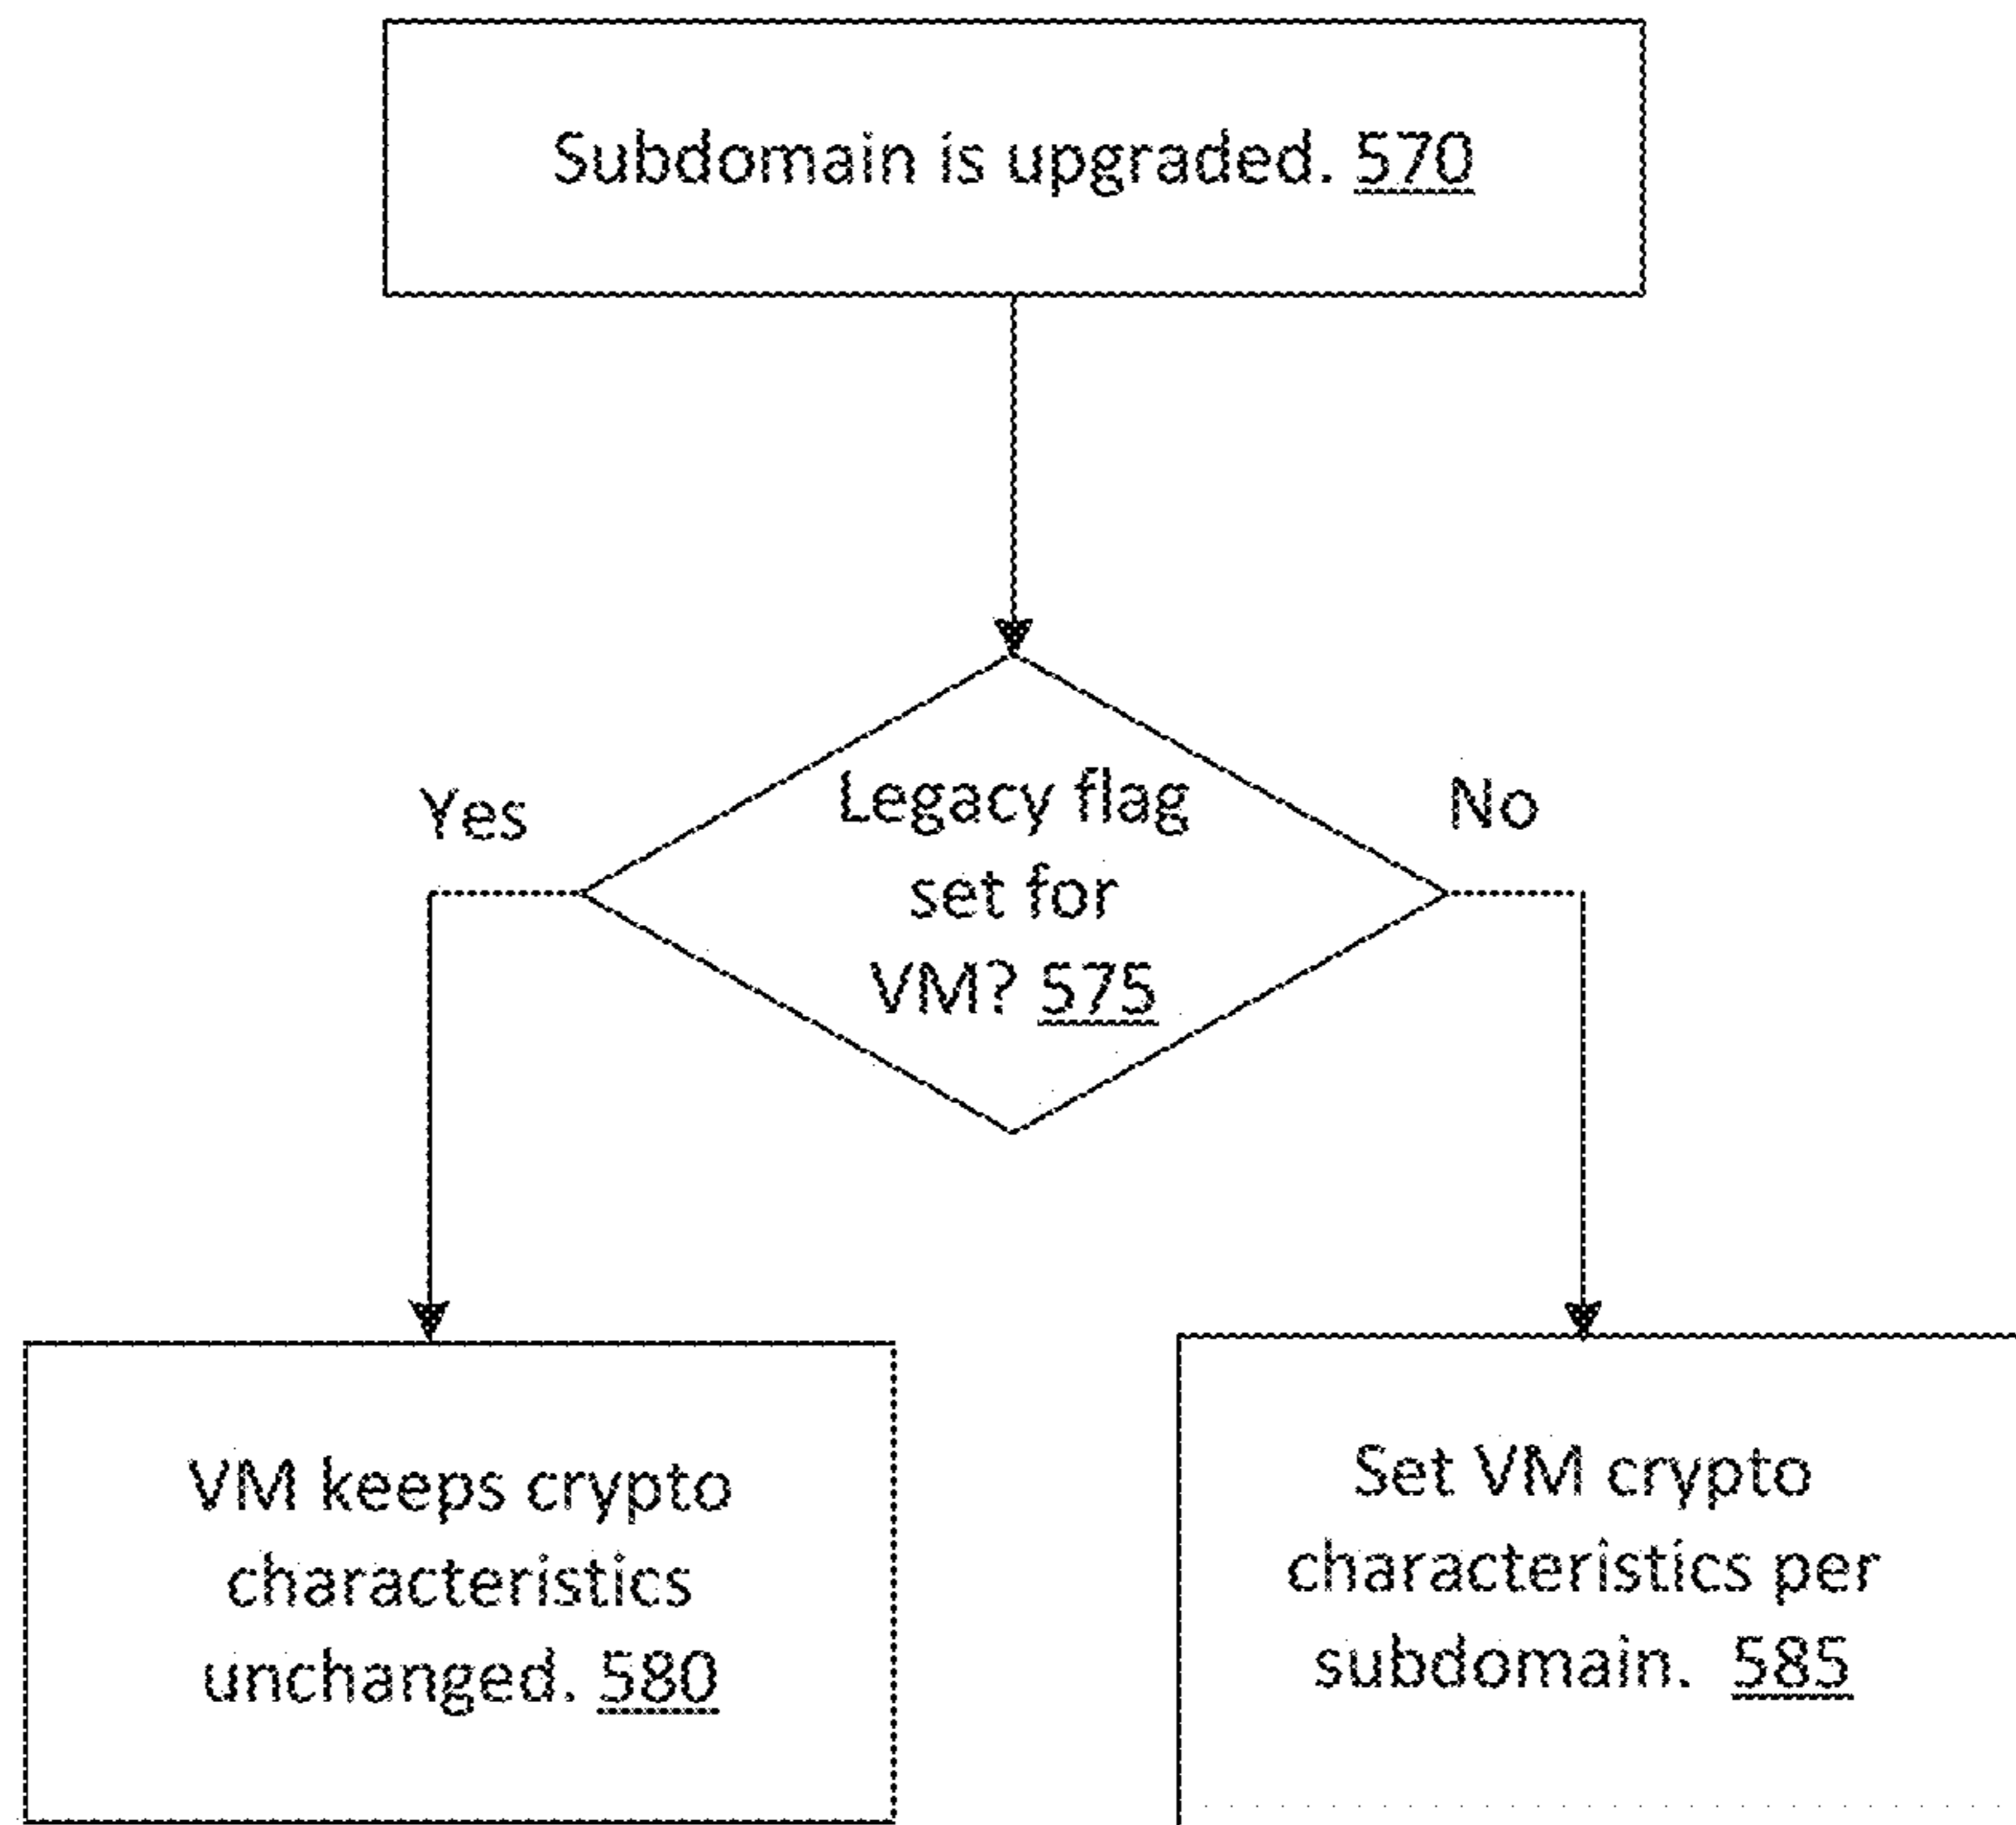 Subdomain is upgraded. 570
Yes
Legacy flag
No
set for
VM? 575
VM keeps crypto
characteristics
unchanged. 580
Set VM crypto
characteristics per
subdomain. 585